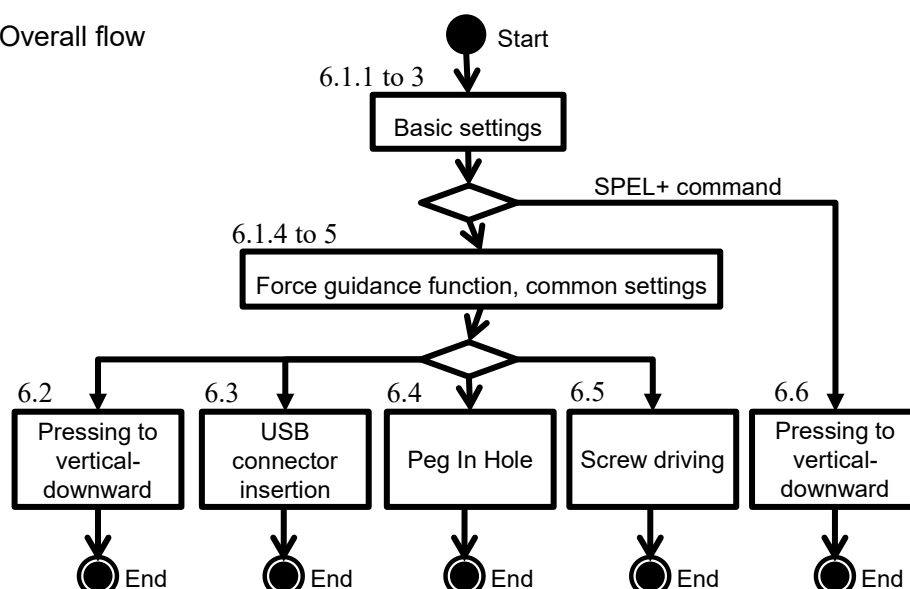 Overall flow
Start
6.1.1 to 3
Basic settings
SPEL+ command
6.1.4 to 5
Force guidance function, common settings
6.2
Pressing to
vertical-
downward
6.3
USB
connector
insertion
6.4
Peg In Hole
6.5
Screw driving
6.6
Pressing to
vertical-
downward
End
End
End
End
End